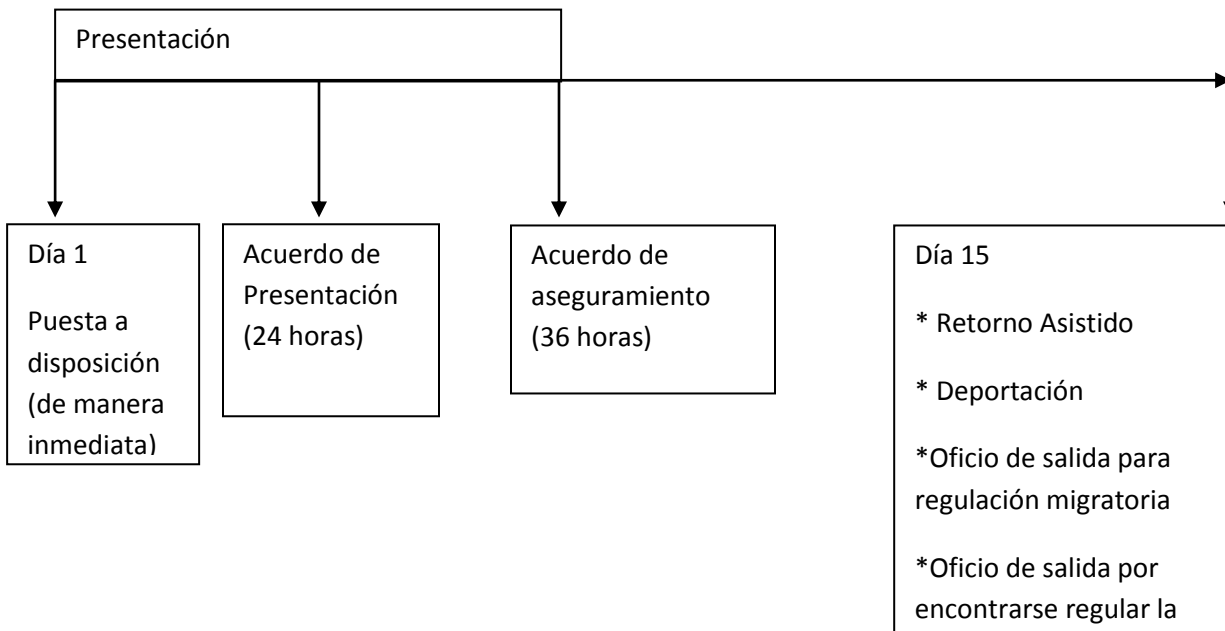 Presentación
Día 1
Puesta a
disposición
(de manera
inmediata)
Acuerdo de
Presentación
(24 horas)
Acuerdo de
aseguramiento
(36 horas)
Día 15
* Retorno Asistido
* Deportación
*Oficio de salida para
regulación migratoria
*Oficio de salida por
encontrarse regular la